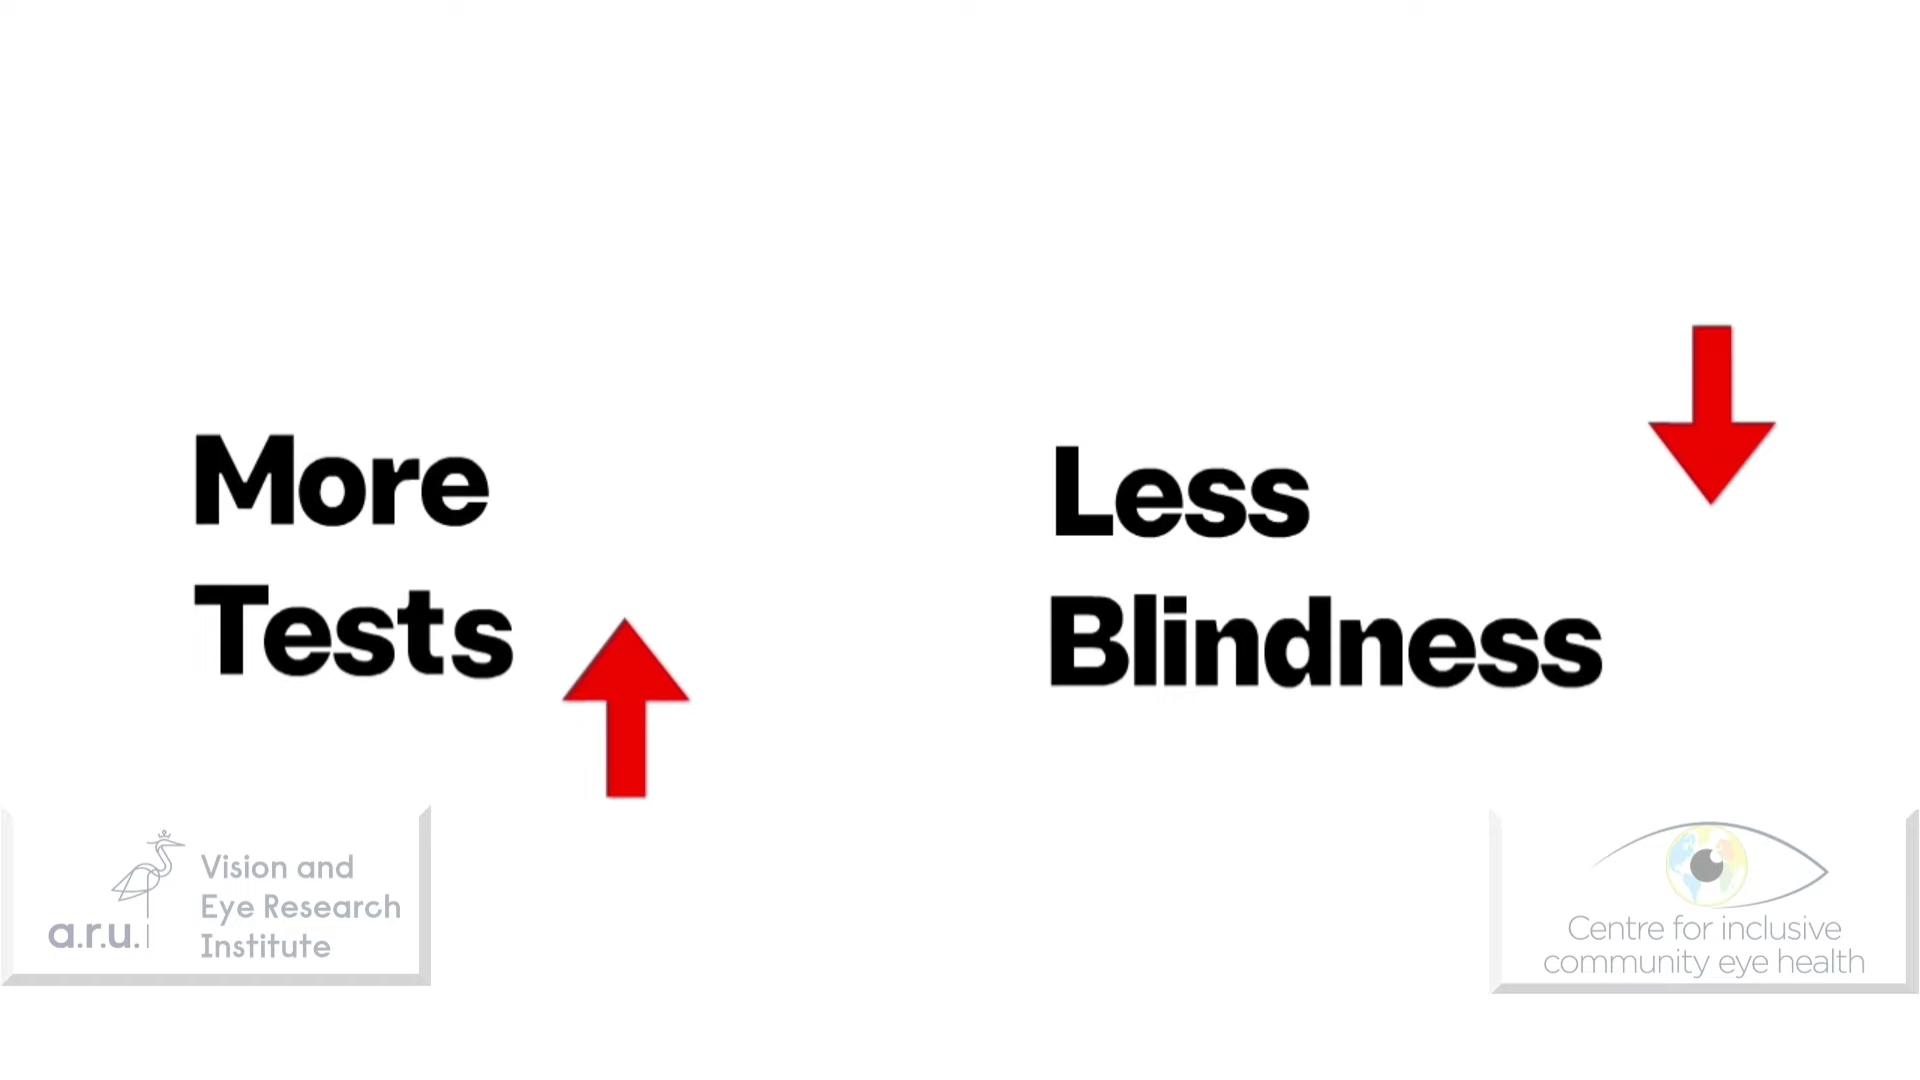 More
Tests
Less
Blindness
a.r.u.
Vision and
Eye Research
Institute
Centre for inclusive
community eye health